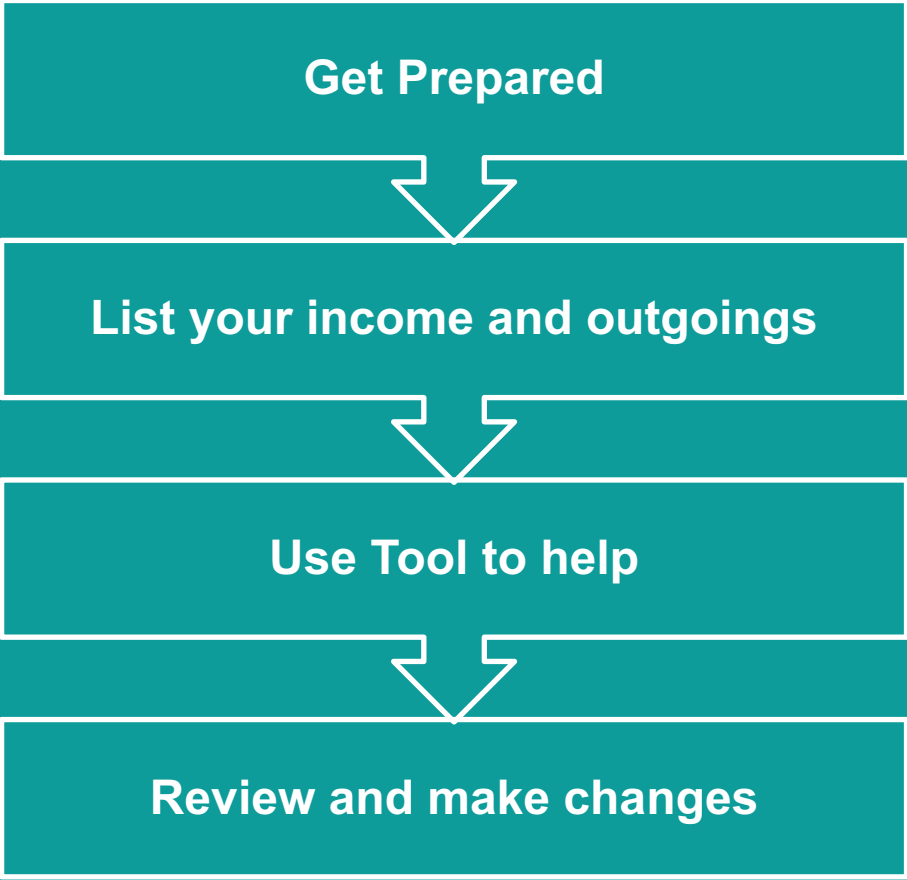 Get Prepared
List your income and outgoings
Use Tool to help
Review and make changes